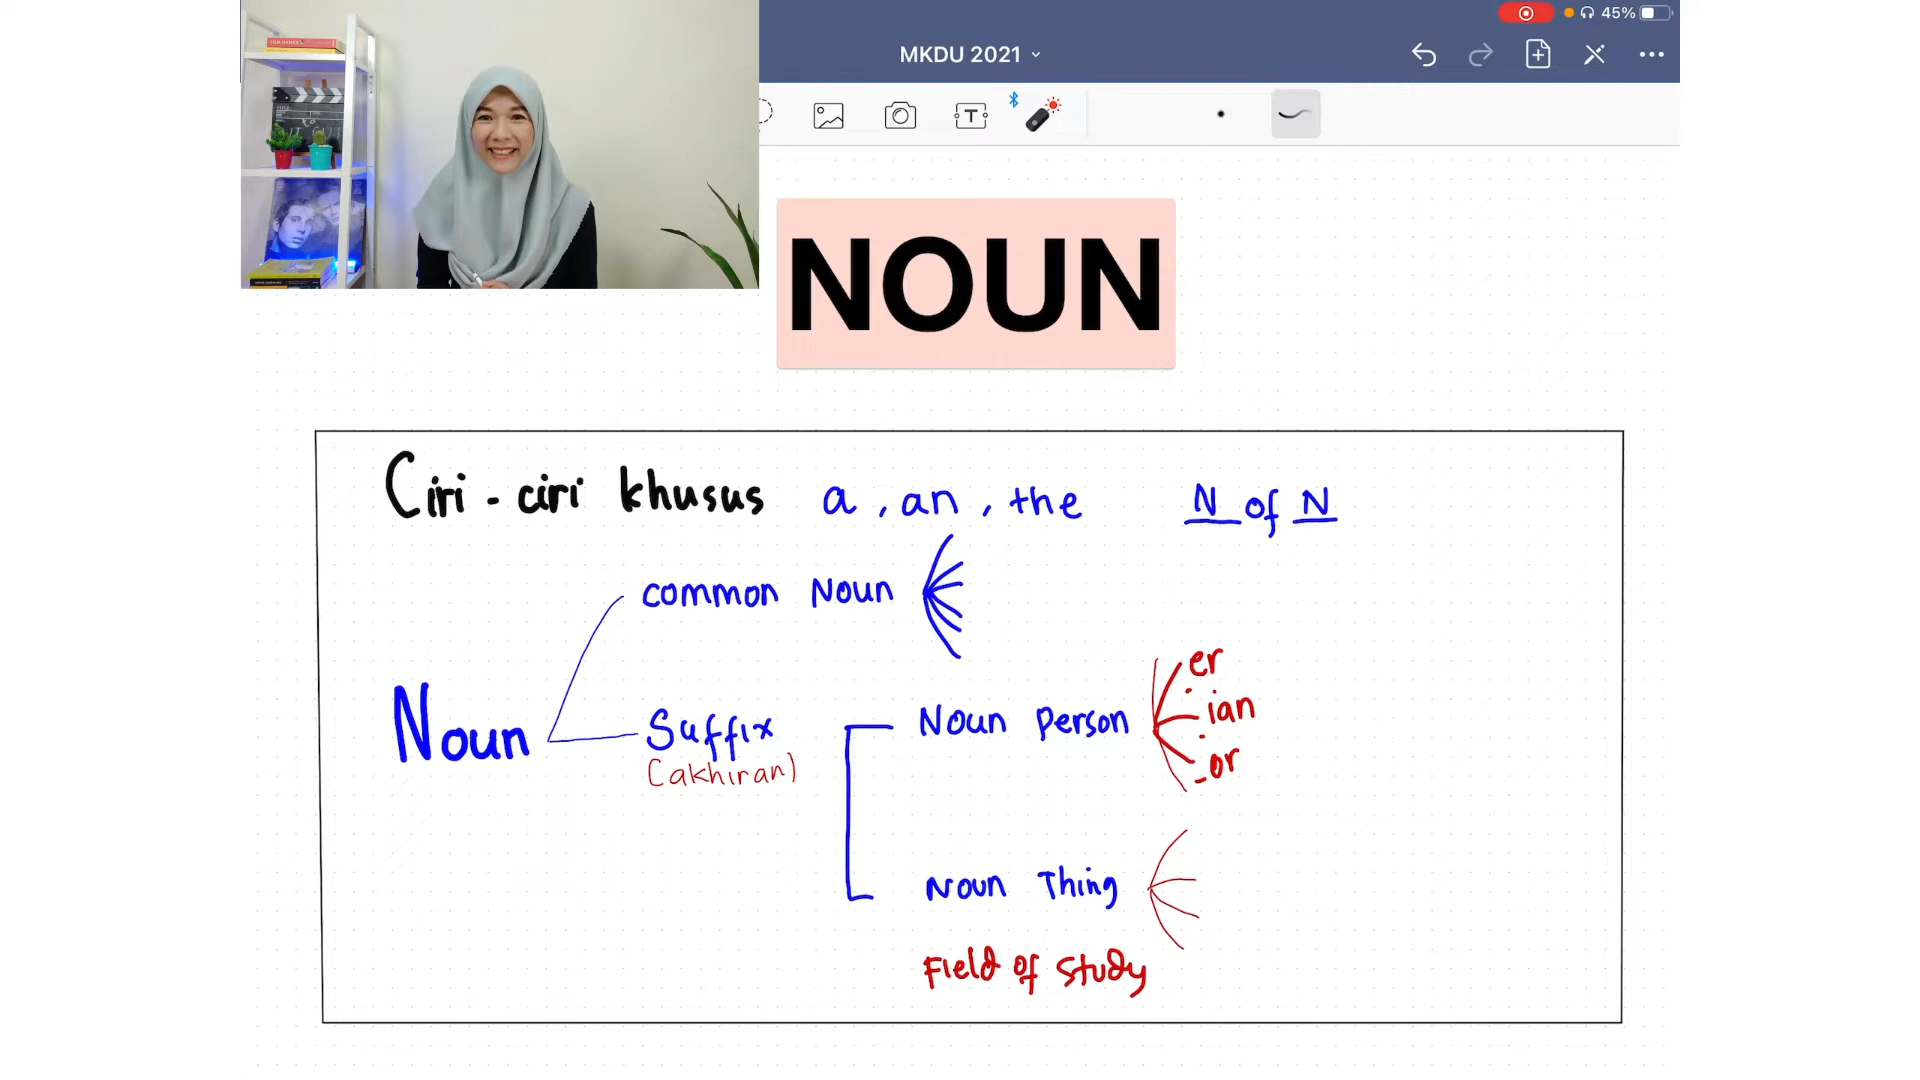 45%
MKDU 2021
T
NOUN
Ciri - ciri khusus a , an , the N of N
common Noun
er
Noun Suffix Noun Person ian
(akhiran) -or
Noun Thing
Field of Study